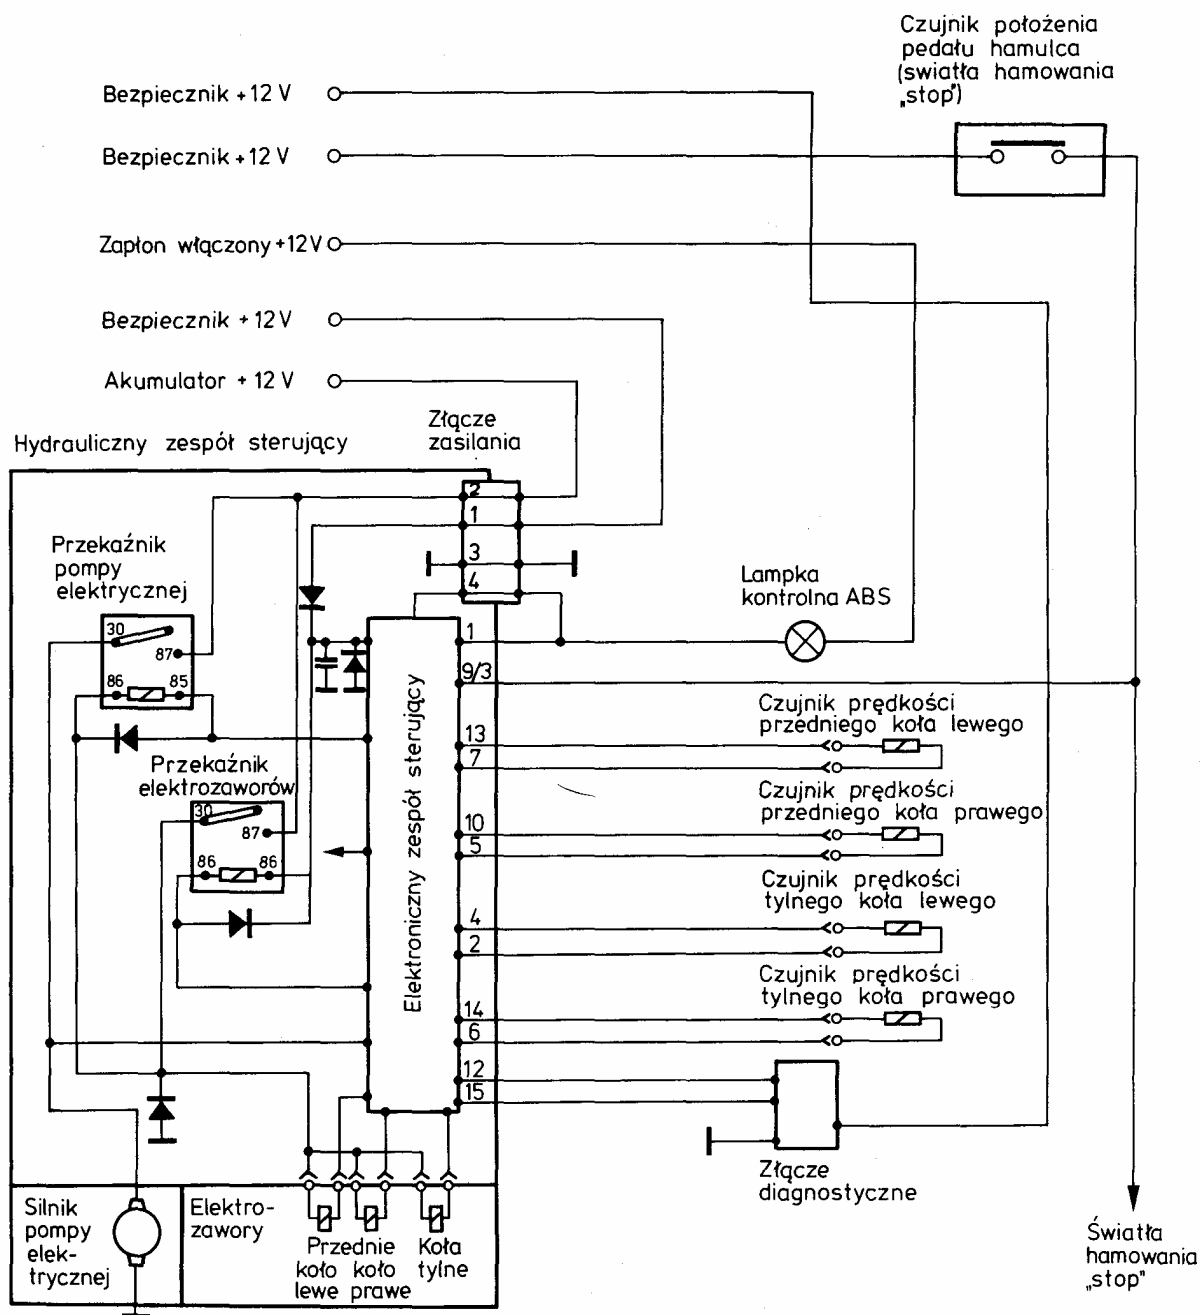 Czujnik położenia
pedału hamulca
(swiatła hamowania
„stop")
Bezpiecznik +12 V
Bezpiecznik +12 V
Zapłon włączony +12V
Bezpiecznik +12 V
Akumulator +12 V
Złącze
zasilania
Hydrauliczny zespół sterujący
2
1
3
4
Przekaźnik
pompy
elektrycznej
30
87
86
85
Przekaźnik
elektrozaworów
30
87
86
86
Elektroniczny zespół sterujący
1
9/3
13
7
10
5
4
2
14
6
12
15
Lampka
kontrolna ABS
Czujnik prędkości
przedniego koła lewego
Czujnik prędkości
przedniego koła prawego
Czujnik prędkości
tylnego koła lewego
Czujnik prędkości
tylnego koła prawego
Złącze
diagnostyczne
Silnik
pompy
elek-
trycznej
Elektro-
zawory
Przednie
koło koło
lewe prawe
Koła
tylne
Światła
hamowania
„stop"